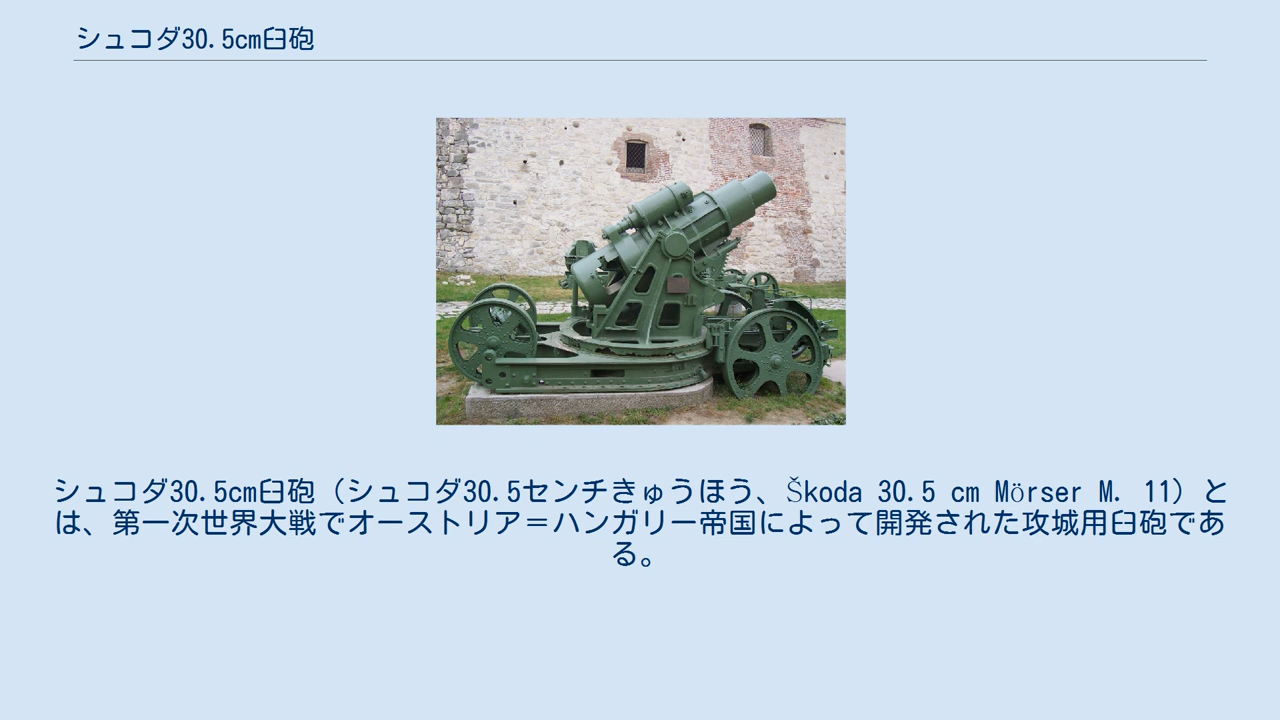 シュコダ30.5cm臼砲
シュコダ30.5cm臼砲（シュコダ30.5センチきゅうほう、Škoda 30.5 cm Mörser M. 11）と
は、第一次世界大戦でオーストリア＝ハンガリー帝国によって開発された攻城用臼砲であ
る。